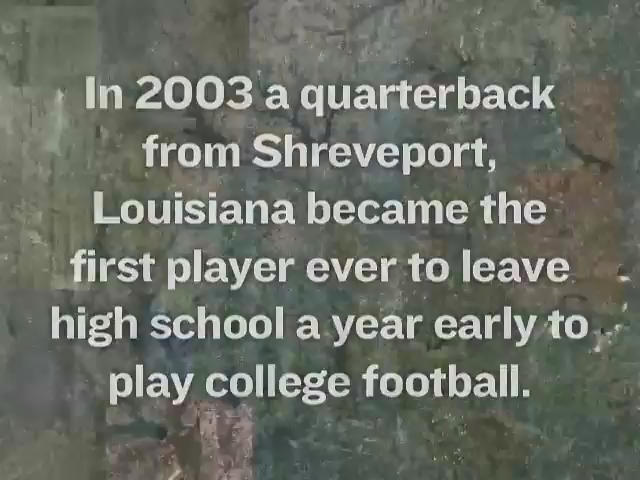 In 2003 a quarterback
from Shreveport,
Louisiana became the
first player ever to leave
high school a year early to
play college football.